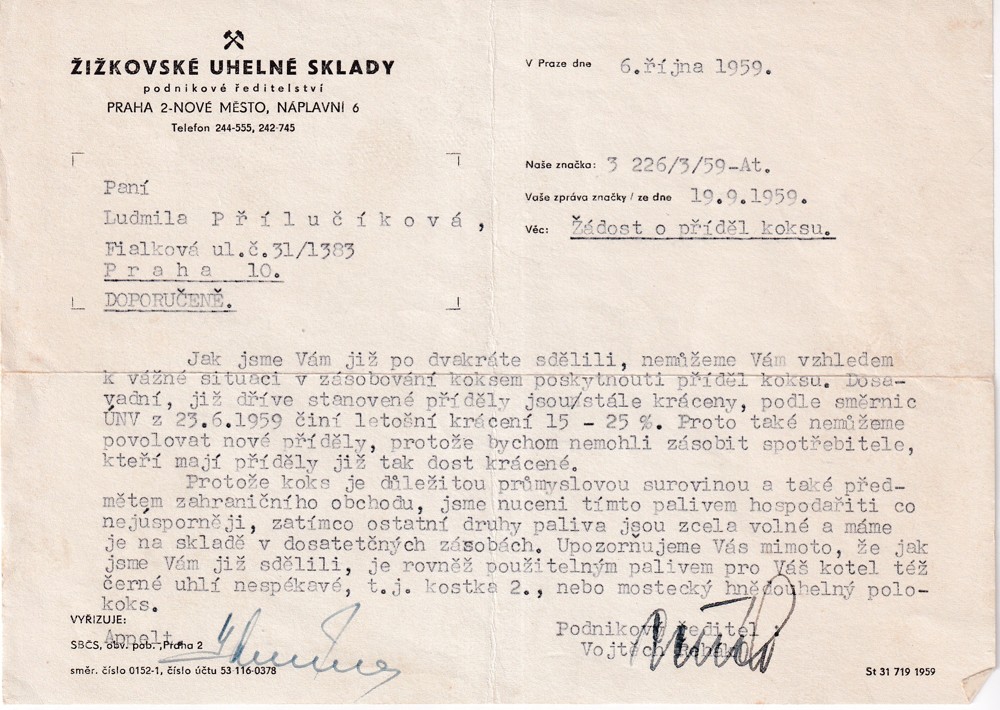 ŽIŽKOVSKÉ UHELNÉ SKLADY
podnikové ředitelství
PRAHA 2-NOVÉ MĚSTO, NÁPLAVNÍ 6
Telefon 244-555, 242-745
V Praze dne 6.října 1959.
Naše značka: 3 226/3/59-At.
Vaše zpráva značky / ze dne 19.9.1959.
Věc: Žádost o příděl koksu.
Paní
Ludmila P ř í l u č í k o v á ,
Fialková ul.č.31/1383
P r a h a 10.
DOPORUČENĚ.
Jak jsme Vám již po dvakráte sdělili, nemůžeme Vám vzhledem
k vážné situaci v zásobování koksem poskytnouti příděl koksu. Dosa-
vadní, již dříve stanovené příděly jsou/stále kráceny, podle směrnic
ÚNV z 23.6.1959 činí letošní krácení 15 - 25 %. Proto také nemůžeme
povolovat nové příděly, protože bychom nemohli zásobit spotřebitele,
kteří mají příděly již tak dost krácené.
Protože koks je důležitou průmyslovou surovinou a také před-
mětem zahraničního obchodu, jsme nuceni tímto palivem hospodařiti co
nejúsporněji, zatímco ostatní druhy paliva jsou zcela volné a máme
je na skladě v dosatetčných zásobách. Upozorňujeme Vás mimoto, že jak
jsme Vám již sdělili, je rovněž použitelným palivem pro Váš kotel též
černé uhlí nespékavé, t.j. kostka 2., nebo mostecký hnědouhelný polo-
koks.
VYŘIZUJE:
Appelt.
SBČS, obv. pob., Praha 2
směr. číslo 0152-1, číslo účtu 53-116-0378
Podnikový ředitel
Vojtěch
St 31 719 1959